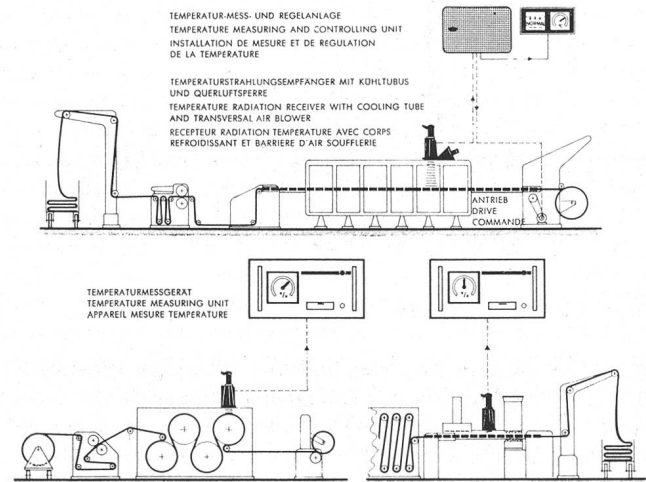 TEMPERATUR-MESS- UND REGELANLAGE
TEMPERATURE MEASURING AND CONTROLLING UNIT
INSTALLATION DE MESURE ET DE REGULATION
DE LA TEMPERATURE
NORMAL
TEMPERATURSTRAHLUNGSEMPFÄNGER MIT KÜHLTUBUS
UND QUERLUFTSPERRE
TEMPERATURE RADIATION RECEIVER WITH COOLING TUBE
AND TRANSVERSAL AIR BLOWER
RECEPTEUR RADIATION TEMPERATURE AVEC CORPS
REFROIDISSANT ET BARRIERE D'AIR SOUFFLERIE
ANTRIEB
DRIVE
COMMANDE
TEMPERATURMESSGERÄT
TEMPERATURE MEASURING UNIT
APPAREIL MESURE TEMPERATURE